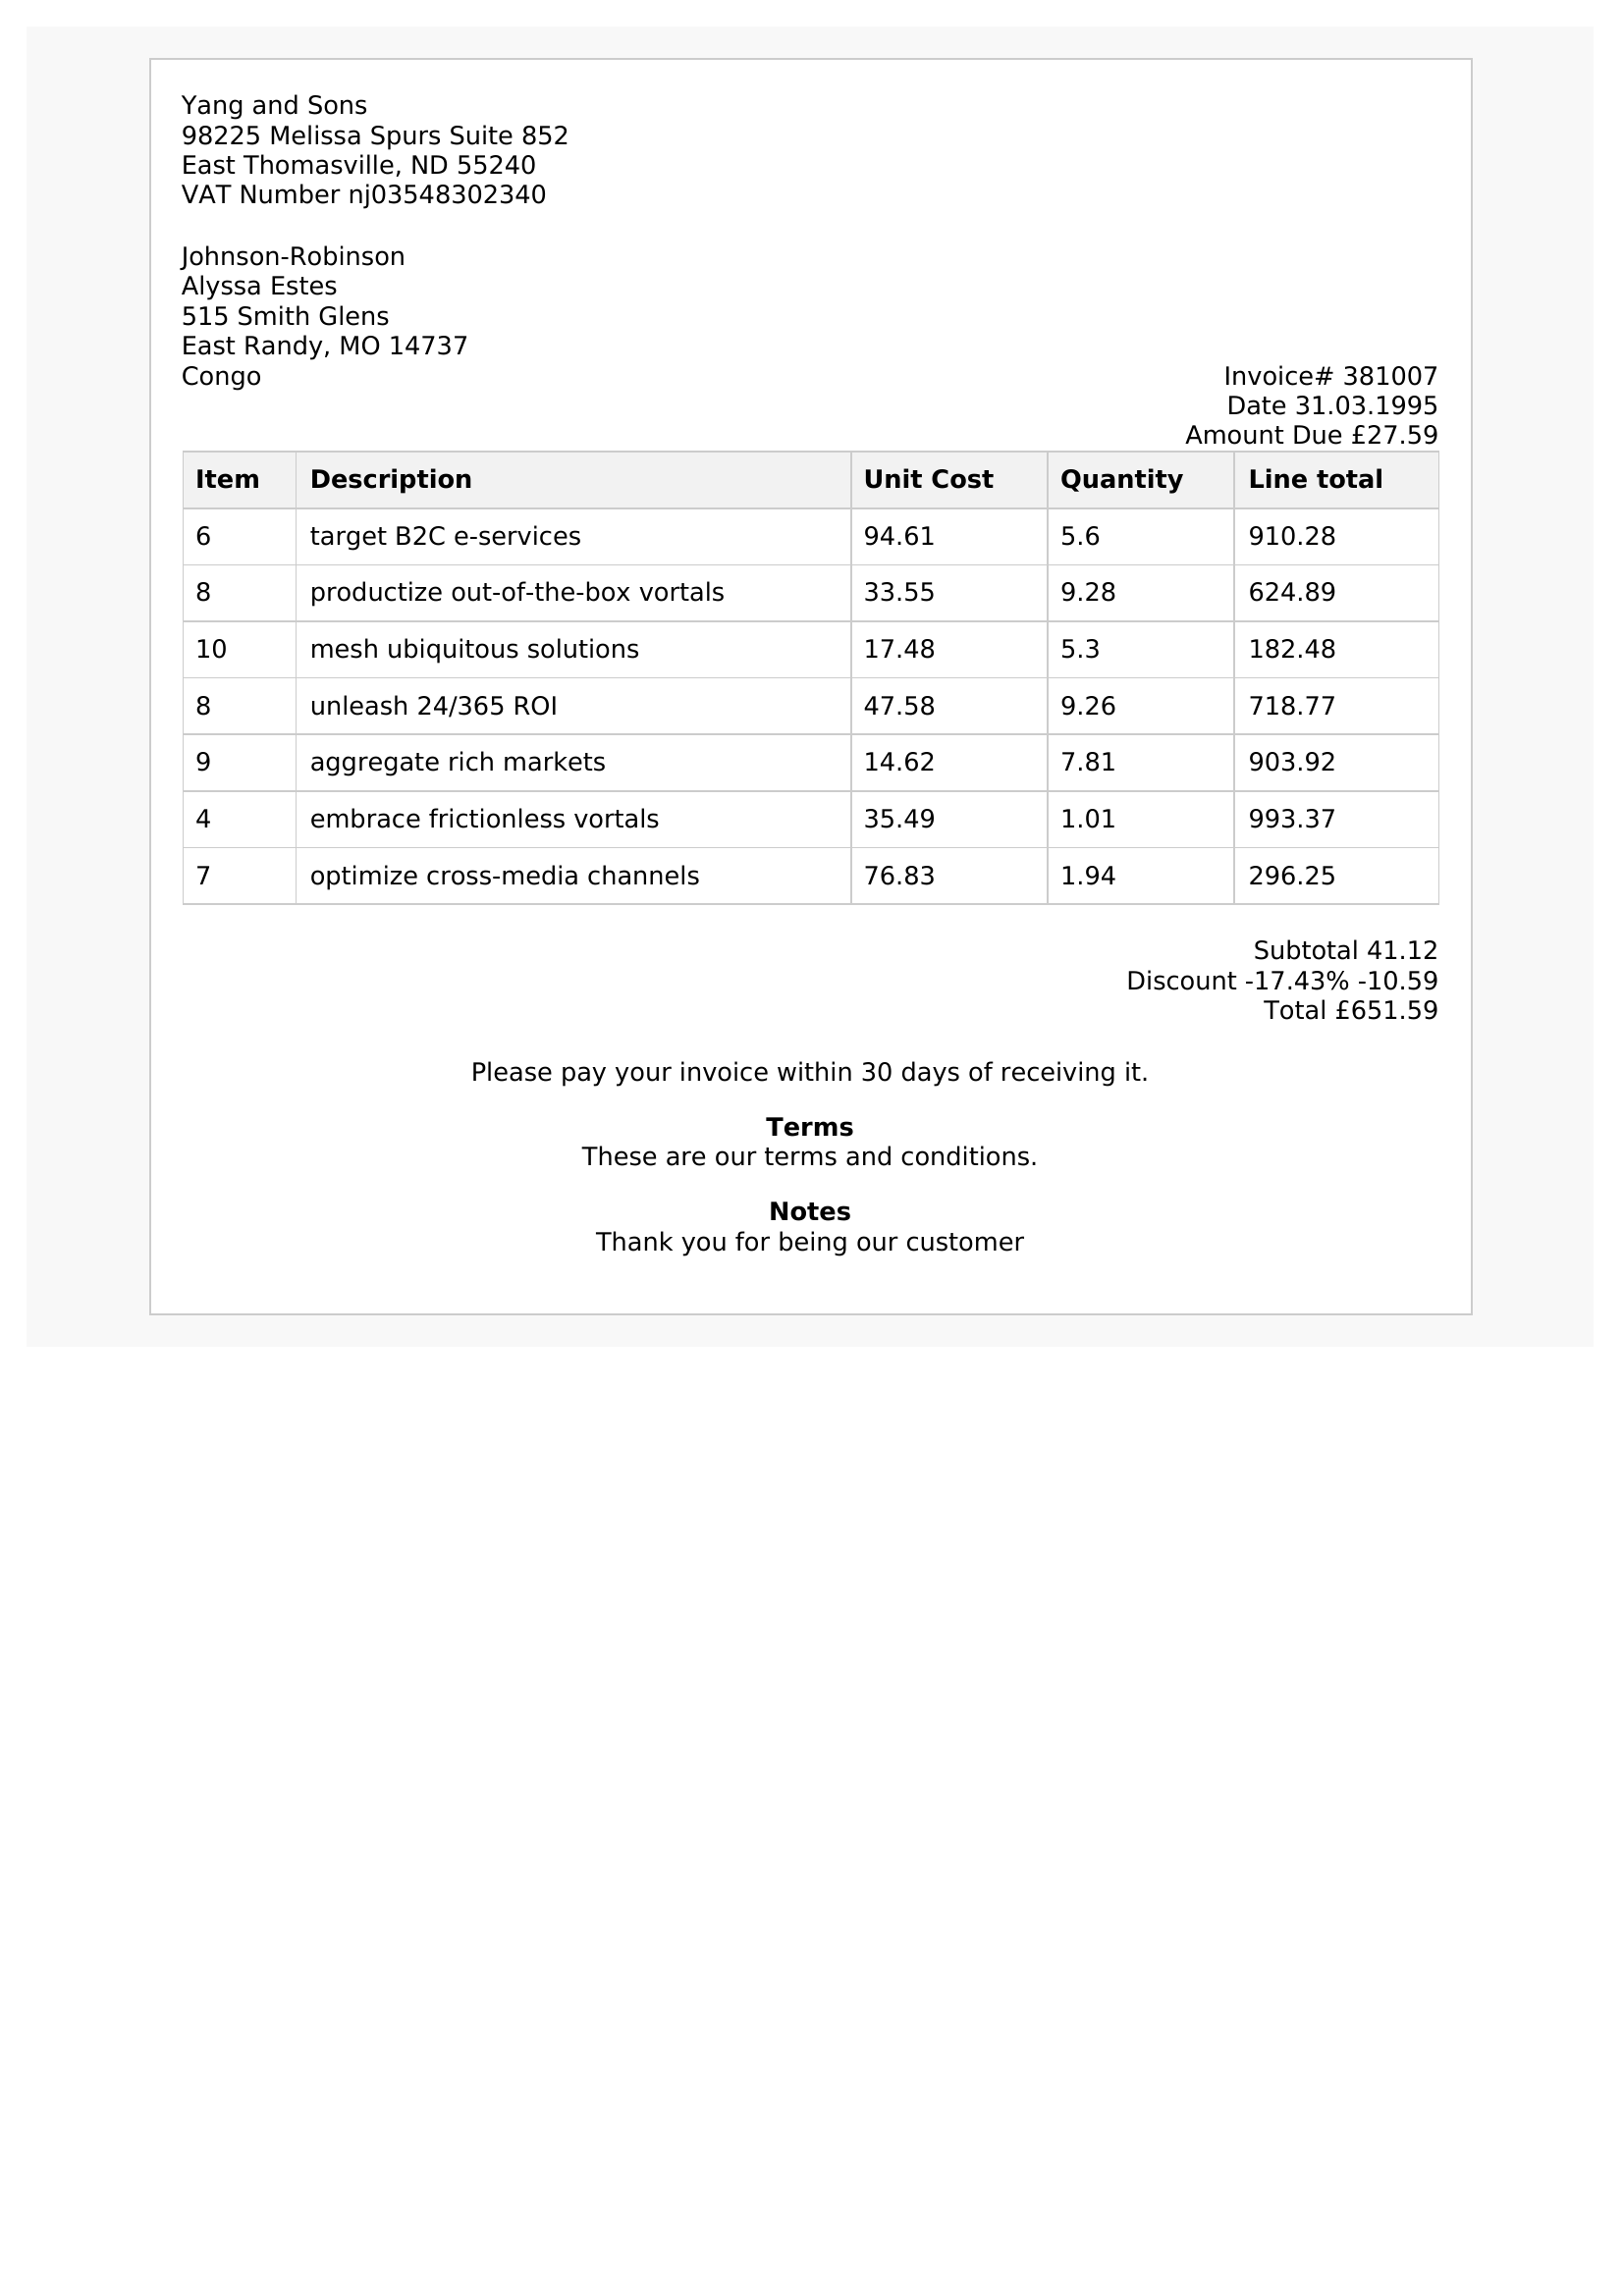 Yang and Sons
98225 Melissa Spurs Suite 852
East Thomasville, ND 55240
VAT Number nj03548302340
Johnson-Robinson
Alyssa Estes
515 Smith Glens
East Randy, MO 14737
Congo
Invoice# 381007
Date 31.03.1995
Amount Due £27.59
Item Description Unit Cost Quantity Line total
6 target B2C e-services 94.61 5.6 910.28
8 productize out-of-the-box vortals 33.55 9.28 624.89
10 mesh ubiquitous solutions 17.48 5.3 182.48
8 unleash 24/365 ROI 47.58 9.26 718.77
9 aggregate rich markets 14.62 7.81 903.92
4 embrace frictionless vortals 35.49 1.01 993.37
7 optimize cross-media channels 76.83 1.94 296.25
Subtotal 41.12
Discount -17.43% -10.59
Total £651.59
Please pay your invoice within 30 days of receiving it.
Terms
These are our terms and conditions.
Notes
Thank you for being our customer